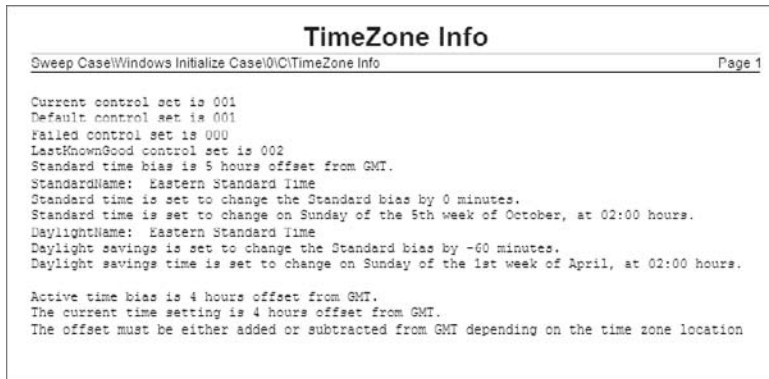 TimeZone Info
Sweep Case\Windows Initialize Case\0\C\TimeZone Info Page 1
Current control set is 001
Default control set is 001
Failed control set is 000
LastKnownGood control set is 002
Standard time bias is 5 hours offset from GMT.
StandardName: Eastern Standard Time
Standard time is set to change the Standard bias by 0 minutes.
Standard time is set to change on Sunday of the 5th week of October, at 02:00 hours.
DaylightName: Eastern Standard Time
Daylight savings is set to change the Standard bias by -60 minutes.
Daylight savings time is set to change on Sunday of the 1st week of April, at 02:00 hours.
Active time bias is 4 hours offset from GMT.
The current time setting is 4 hours offset from GMT.
The offset must be either added or subtracted from GMT depending on the time zone location